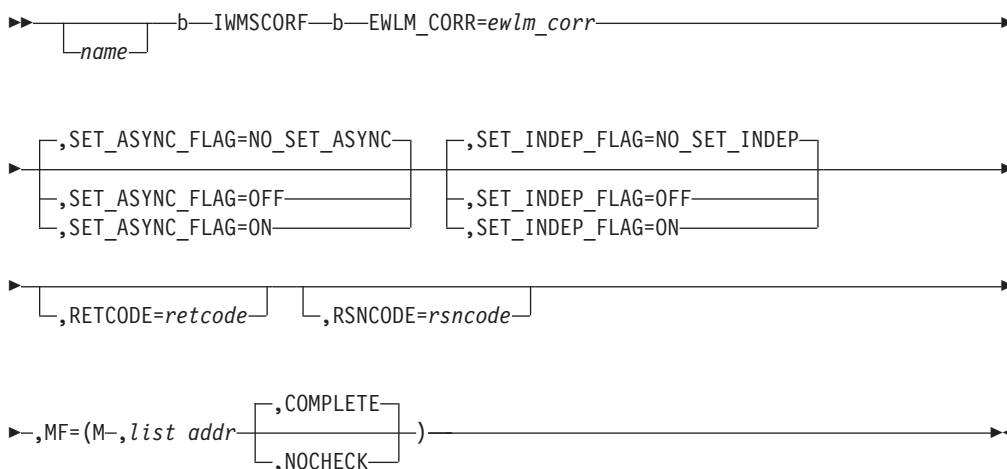 b IWMSCORF b EWLM_CORR=ewlm_corr
name
,SET_ASYNC_FLAG=NO_SET_ASYNC ,SET_INDEP_FLAG=NO_SET_INDEP
,SET_ASYNC_FLAG=OFF ,SET_INDEP_FLAG=OFF
,SET_ASYNC_FLAG=ON ,SET_INDEP_FLAG=ON
,RETCODE=retcode ,RSNCODE=rsncode
,COMPLETE
,MF=(M ,list addr )
,NOCHECK